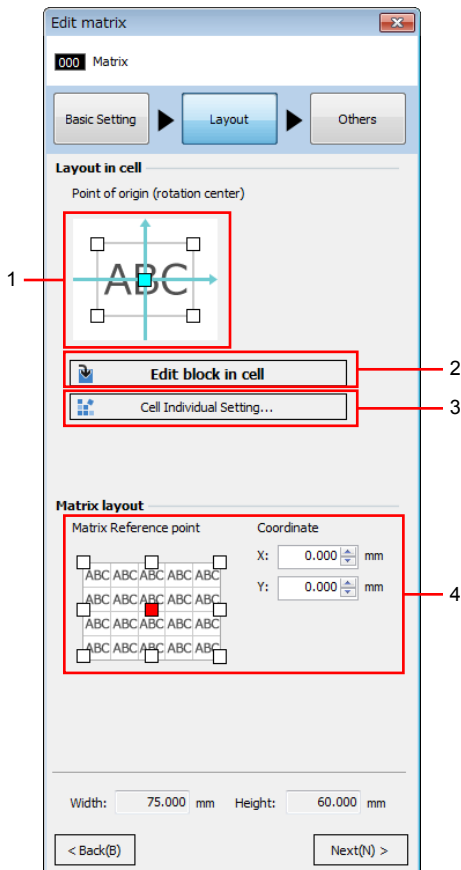 Edit matrix
000 Matrix
Basic Setting Layout Others
Layout in cell
Point of origin (rotation center)
ABC
1
Edit block in cell
2
Cell Individual Setting...
3
Matrix layout
Matrix Reference point Coordinate
X: 0.000 mm
Y: 0.000 mm
ABC ABC ABC ABC ABC
ABC ABC ABC ABC ABC
ABC ABC ABC ABC ABC
ABC ABC ABC ABC ABC
4
Width: 75.000 mm Height: 60.000 mm
< Back(B) Next(N) >